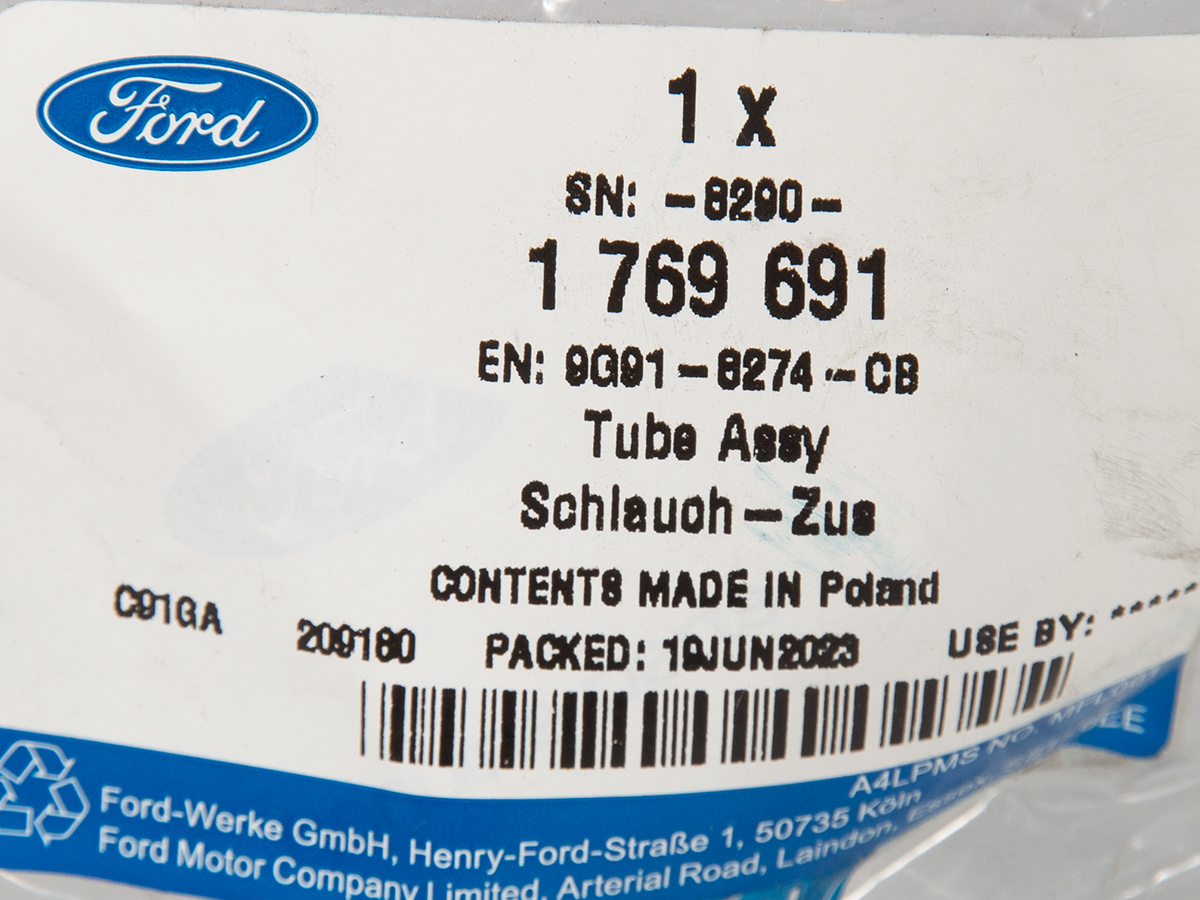 Ford
1 x
SN: -8290-
1 769 691
EN: 9G91-8274-CB
Tube Assy
Schlauch-Zus
CONTENTS MADE IN Poland
C91GA 209180 PACKED: 19JUN2023 USE BY: *****
A4LPMS NO.
Ford-Werke GmbH, Henry-Ford-Straße 1, 50735 Köln
Ford Motor Company Limited, Arterial Road, Laindon, Essex